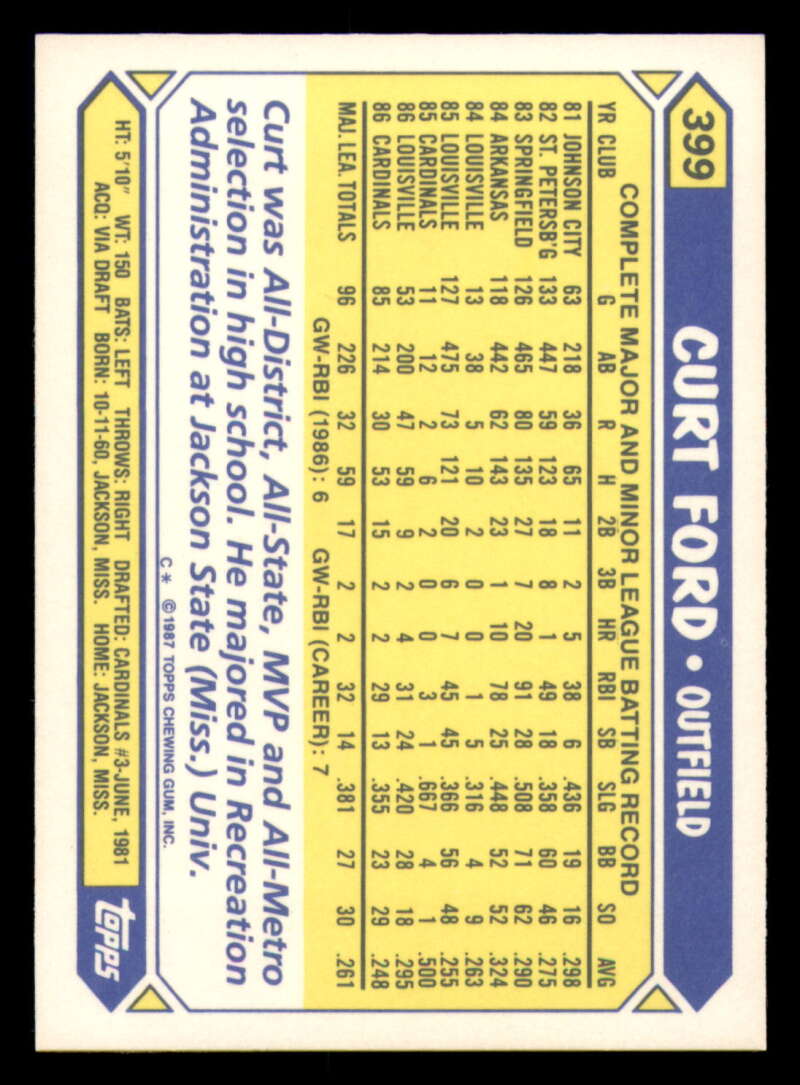 399
CURT FORD • OUTFIELD
COMPLETE MAJOR AND MINOR LEAGUE BATTING RECORD
YR CLUB G AB R H 2B 3B HR RBI SB SLG BB SO AVG
81 JOHNSON CITY 63 218 36 65 11 2 5 38 6 .436 19 16 .298
82 ST. PETERSB'G 133 447 59 123 18 8 1 49 18 .358 60 46 .275
83 SPRINGFIELD 126 465 80 135 27 7 20 91 28 .508 71 62 .290
84 ARKANSAS 118 442 62 143 23 1 10 78 25 .448 52 52 .324
84 LOUISVILLE 13 38 5 10 2 0 0 1 5 .316 4 9 .263
85 LOUISVILLE 127 475 73 121 20 6 7 45 45 .366 56 48 .255
85 CARDINALS 11 12 2 6 2 0 0 3 1 .667 4 1 .500
86 LOUISVILLE 53 200 47 59 9 2 4 31 24 .420 28 18 .295
86 CARDINALS 85 214 30 53 15 2 2 29 13 .355 23 29 .248
MAJ. LEA. TOTALS 96 226 32 59 17 2 2 32 14 .381 27 30 .261
GW-RBI (1986): 6 GW-RBI (CAREER): 7
Curt was All-District, All-State, MVP and All-Metro
selection in high school. He majored in Recreation
Administration at Jackson State (Miss.) Univ.
C* ©1987 TOPPS CHEWING GUM, INC.
HT: 5'10" WT: 150 BATS: LEFT THROWS: RIGHT DRAFTED: CARDINALS #3-JUNE, 1981
ACQ: VIA DRAFT BORN: 10-11-60, JACKSON, MISS. HOME: JACKSON, MISS.
topps